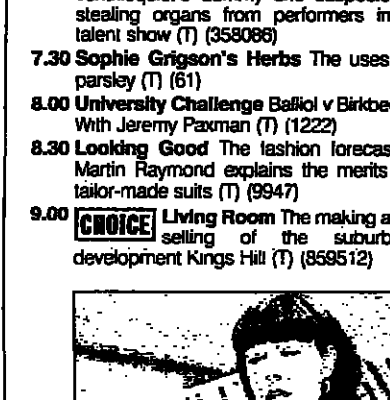 stealing organs from performers in
talent show (T) (358088)
7.30 Sophie Grigson's Herbs The uses
parsley (T) (61)
8.00 University Challenge Balliol v Birkbe
With Jeremy Paxman (T) (1222)
8.30 Looking Good The fashion forecas
Martin Raymond explains the merits
tailor-made suits (T) (9947)
9.00 CHOICE Living Room The making a
selling of the suburb
development Kings Hill (T) (859512)